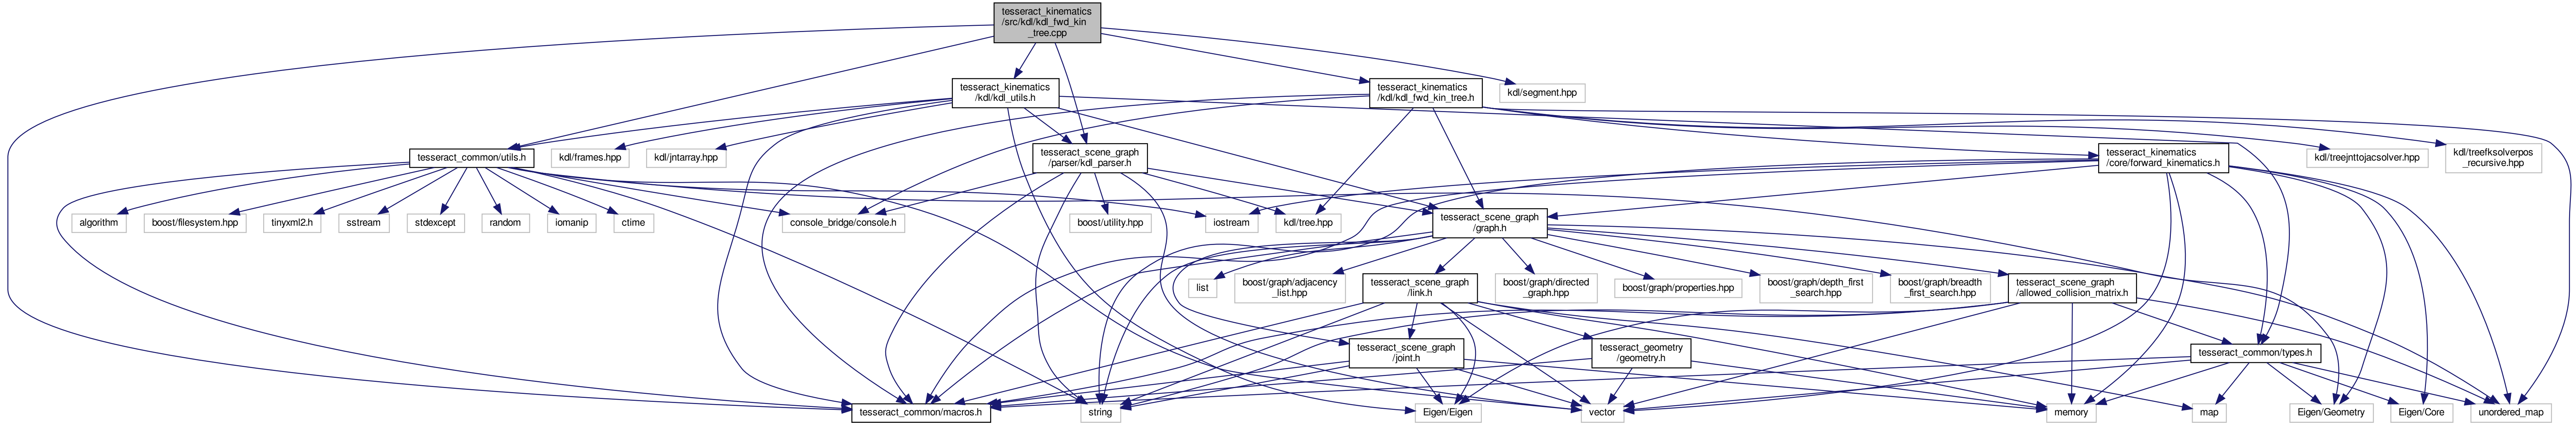 tesseract_kinematics
/src/kdl/kdl_fwd_kin
_tree.cpp
tesseract_kinematics
/kdl/kdl_utils.h
tesseract_kinematics
/kdl/kdl_fwd_kin_tree.h
kdl/segment.hpp
tesseract_common/utils.h
kdl/frames.hpp
kdl/jntarray.hpp
tesseract_scene_graph
/parser/kdl_parser.h
tesseract_kinematics
/core/forward_kinematics.h
kdl/treejnttojacsolver.hpp
kdl/treefksolverpos
_recursive.hpp
algorithm
boost/filesystem.hpp
tinyxml2.h
sstream
stdexcept
random
iomanip
ctime
console_bridge/console.h
boost/utility.hpp
iostream
kdl/tree.hpp
tesseract_scene_graph
/graph.h
list
boost/graph/adjacency
_list.hpp
tesseract_scene_graph
/link.h
boost/graph/directed
_graph.hpp
boost/graph/properties.hpp
boost/graph/depth_first
_search.hpp
boost/graph/breadth
_first_search.hpp
tesseract_scene_graph
/allowed_collision_matrix.h
tesseract_scene_graph
/joint.h
tesseract_geometry
/geometry.h
tesseract_common/types.h
tesseract_common/macros.h
string
Eigen/Eigen
vector
memory
map
Eigen/Geometry
Eigen/Core
unordered_map